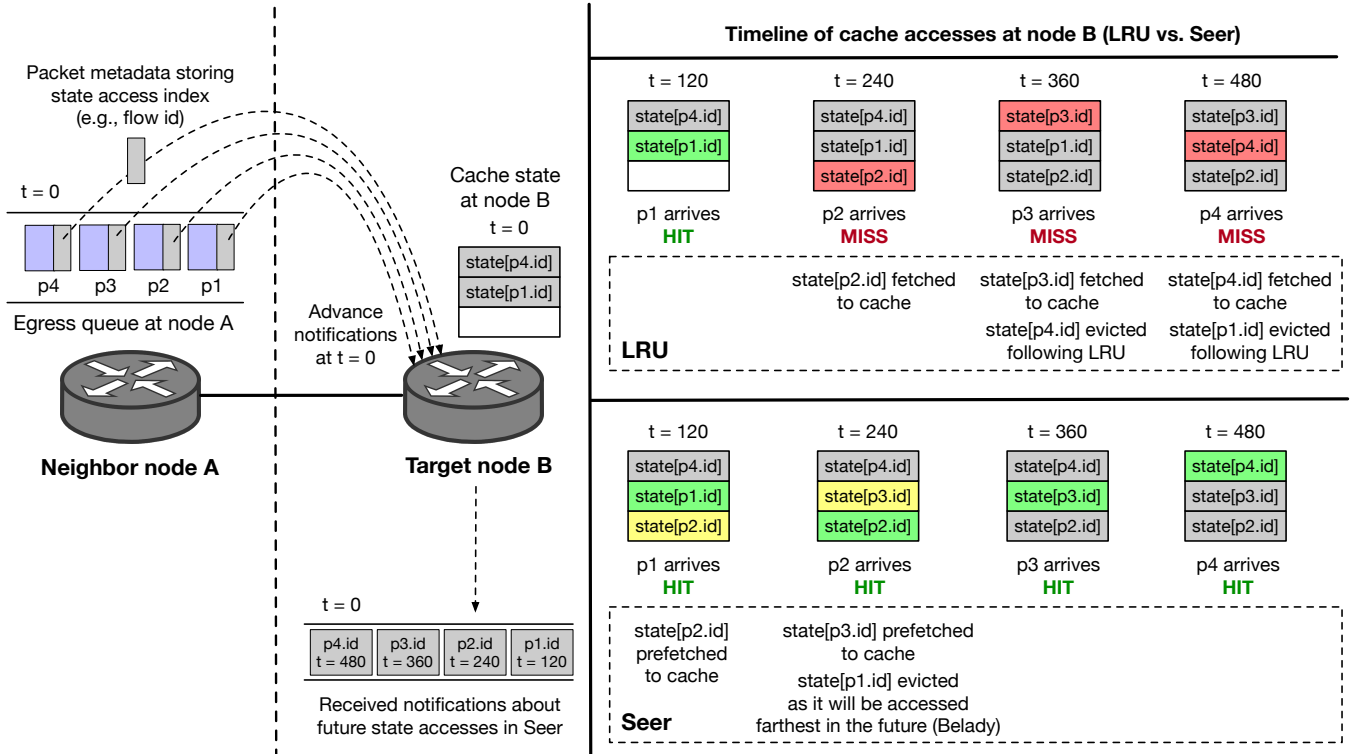 Packet metadata storing
state access index
(e.g., flow id)
t = 0
p4
p3
p2
p1
Egress queue at node A
Cache state
at node B
t = 0
state[p4.id]
state[p1.id]
Advance
notifications
at t = 0
Neighbor node A
Target node B
t = 0
p4.id
t = 480
p3.id
t = 360
p2.id
t = 240
p1.id
t = 120
Received notifications about
future state accesses in Seer
Timeline of cache accesses at node B (LRU vs. Seer)
t = 120
state[p4.id]
state[p1.id]
p1 arrives
HIT
t = 240
state[p4.id]
state[p1.id]
state[p2.id]
p2 arrives
MISS
state[p2.id] fetched
to cache
t = 360
state[p3.id]
state[p1.id]
state[p2.id]
p3 arrives
MISS
state[p3.id] fetched
to cache
state[p4.id] evicted
following LRU
t = 480
state[p3.id]
state[p4.id]
state[p2.id]
p4 arrives
MISS
state[p4.id] fetched
to cache
state[p1.id] evicted
following LRU
LRU
t = 120
state[p4.id]
state[p1.id]
state[p2.id]
p1 arrives
HIT
state[p2.id]
prefetched
to cache
t = 240
state[p4.id]
state[p3.id]
state[p2.id]
p2 arrives
HIT
state[p3.id] prefetched
to cache
state[p1.id] evicted
as it will be accessed
farthest in the future (Belady)
t = 360
state[p4.id]
state[p3.id]
state[p2.id]
p3 arrives
HIT
t = 480
state[p4.id]
state[p3.id]
state[p2.id]
p4 arrives
HIT
Seer